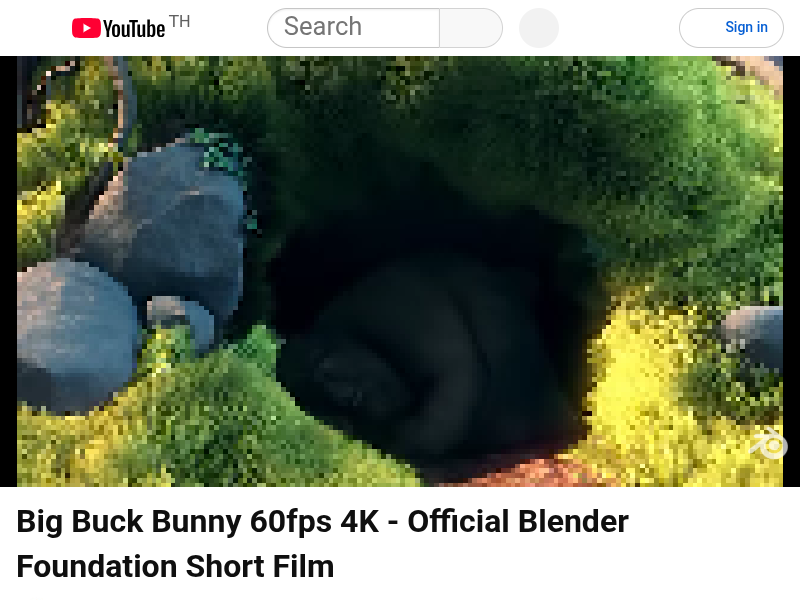 YouTube TH
Search
Sign in
Big Buck Bunny 60fps 4K - Official Blender
Foundation Short Film